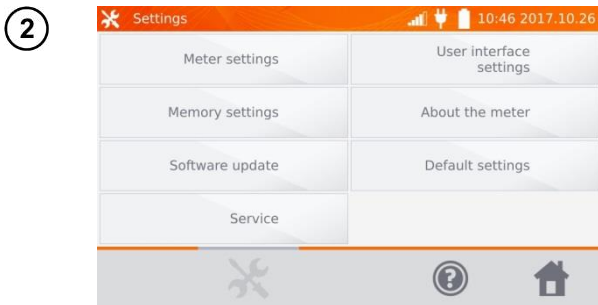 2
Settings
10:46 2017.10.26
Meter settings
User interface
settings
Memory settings
About the meter
Software update
Default settings
Service
?